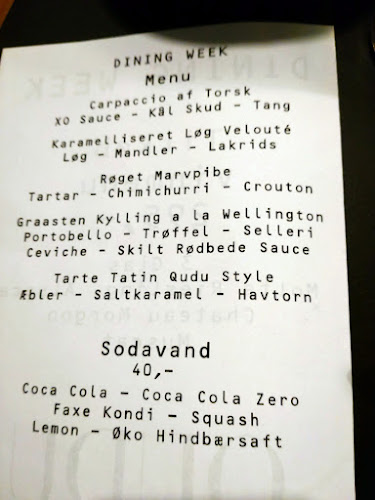 DINING WEEK
Menu
Carpaccio af Torsk
XO Sauce - Kål Skud - Tang
Karamelliseret Løg Velouté
Løg - Mandler - Lakrids
Røget Marvpibe
Tartar - Chimichurri - Crouton
Graasten Kylling a la Wellington
Portobello - Trøffel - Selleri
Ceviche - Skilt Rødbede Sauce
Tarte Tatin Qudu Style
Æbler - Saltkaramel - Havtorn
Sodavand
40,-
Coca Cola - Coca Cola Zero
Faxe Kondi - Squash
Lemon - Øko Hindbærsaft